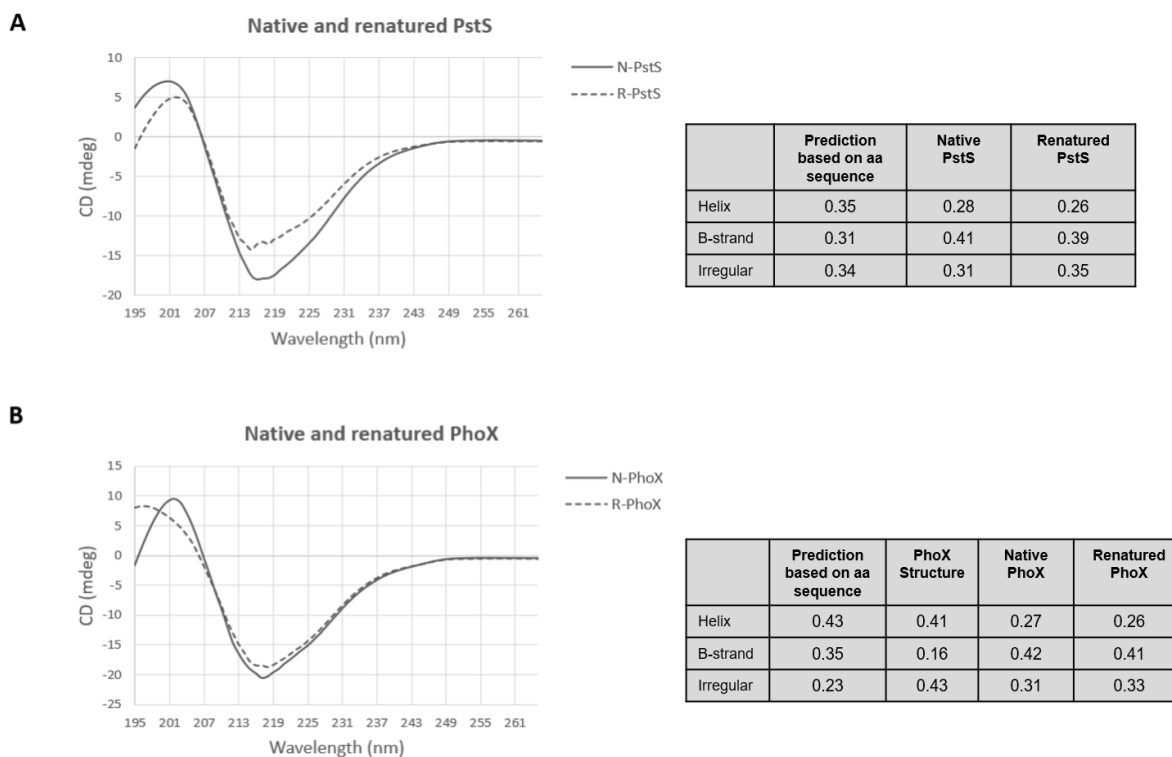 A
Native and renatured PstS
10
5
0
-5
-10
-15
-20
CD (mdeg)
195 201 207 213 219 225 231 237 243 249 255 261
Wavelength (nm)
N-PstS
R-PstS
Prediction based on aa sequence Native PstS Renatured PstS
Helix 0.35 0.28 0.26
B-strand 0.31 0.41 0.39
Irregular 0.34 0.31 0.35
B
Native and renatured PhoX
15
10
5
0
-5
-10
-15
-20
-25
CD (mdeg)
195 201 207 213 219 225 231 237 243 249 255 261
Wavelength (nm)
N-PhoX
R-PhoX
Prediction based on aa sequence PhoX Structure Native PhoX Renatured PhoX
Helix 0.43 0.41 0.27 0.26
B-strand 0.35 0.16 0.42 0.41
Irregular 0.23 0.43 0.31 0.33